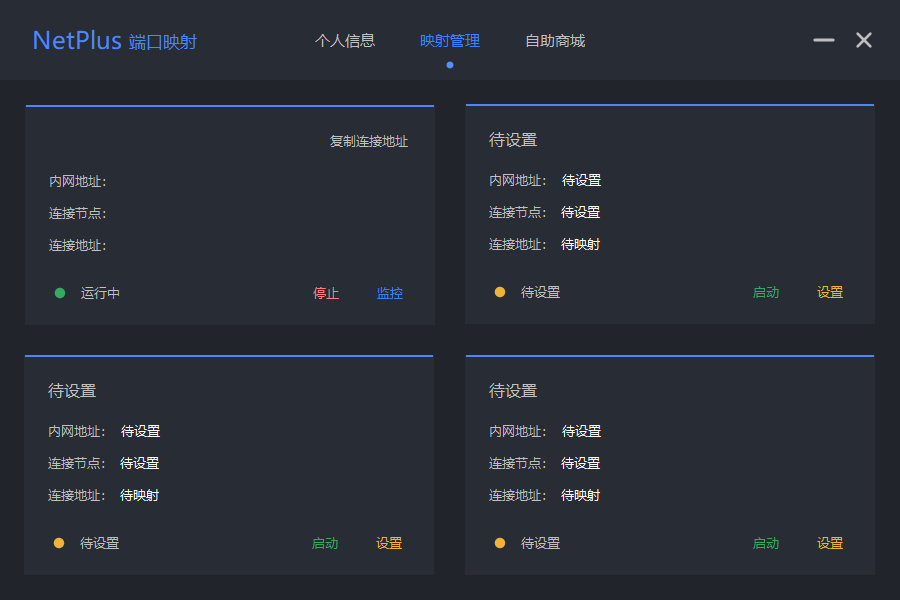 NetPlus 端口映射
个人信息
映射管理
自助商城
复制连接地址
内网地址：
连接节点：
连接地址：
运行中
停止
监控
待设置
内网地址： 待设置
连接节点： 待设置
连接地址： 待映射
待设置
启动
设置
待设置
内网地址： 待设置
连接节点： 待设置
连接地址： 待映射
待设置
启动
设置
待设置
内网地址： 待设置
连接节点： 待设置
连接地址： 待映射
待设置
启动
设置